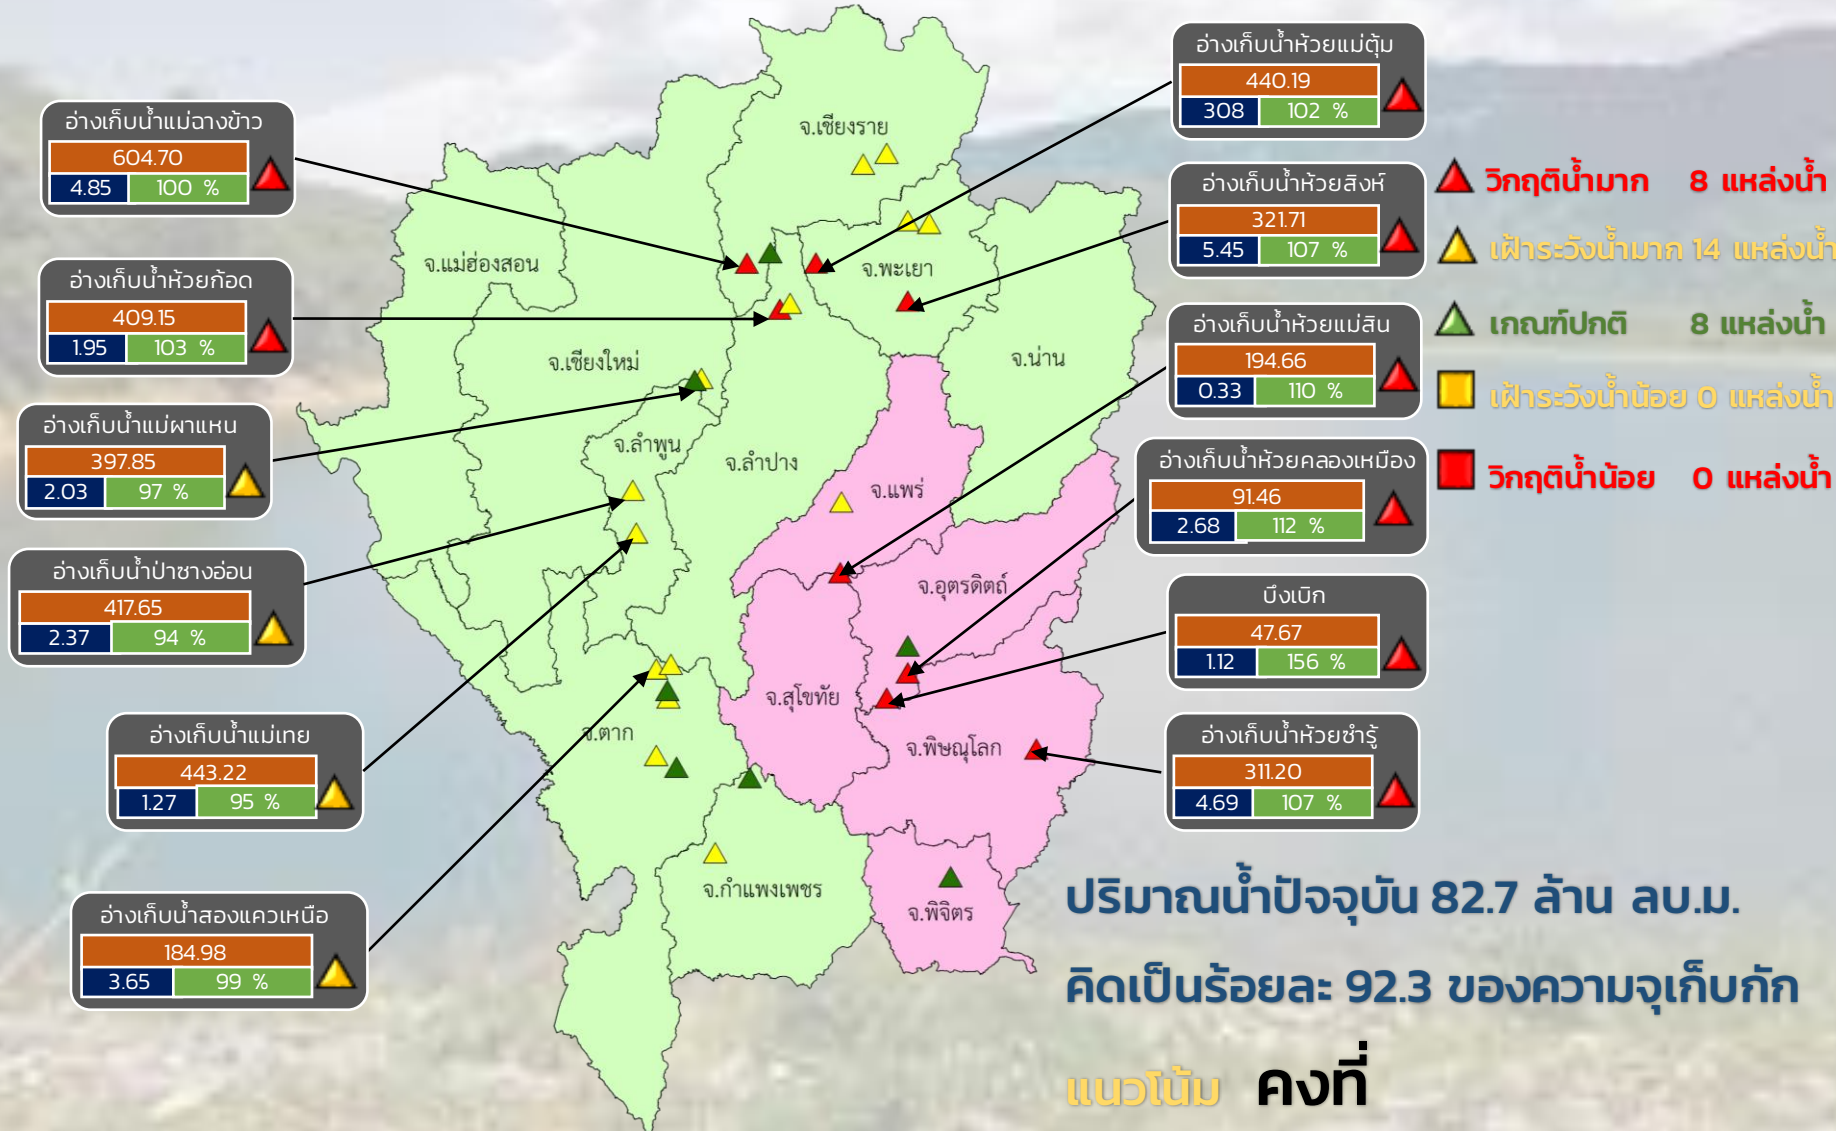 อ่างเก็บน้ำแม่ฉางข้าว
604.70
4.85 100 %
อ่างเก็บน้ำห้วยก้อด
409.15
1.95 103 %
อ่างเก็บน้ำแม่ผาแหน
397.85
2.03 97 %
อ่างเก็บน้ำป่าซางอ่อน
417.65
2.37 94 %
อ่างเก็บน้ำแม่เทย
443.22
1.27 95 %
อ่างเก็บน้ำสองแควเหนือ
184.98
3.65 99 %
จ.เชียงราย
จ.แม่ฮ่องสอน
จ.พะเยา
จ.เชียงใหม่
จ.น่าน
จ.ลำพูน
จ.ลำปาง
จ.แพร่
จ.อุตรดิตถ์
จ.สุโขทัย
จ.ตาก
จ.พิษณุโลก
จ.กำแพงเพชร
จ.พิจิตร
อ่างเก็บน้ำห้วยแม่ตุ้ม
440.19
308 102 %
อ่างเก็บน้ำห้วยสิงห์
321.71
5.45 107 %
อ่างเก็บน้ำห้วยแม่สิน
194.66
0.33 110 %
อ่างเก็บน้ำห้วยคลองเหมือง
91.46
2.68 112 %
บึงเบิก
47.67
1.12 156 %
อ่างเก็บน้ำห้วยซำรู้
311.20
4.69 107 %
วิกฤติน้ำมาก 8 แหล่งน้ำ
เฝ้าระวังน้ำมาก 14 แหล่งน้ำ
เกณฑ์ปกติ 8 แหล่งน้ำ
เฝ้าระวังน้ำน้อย 0 แหล่งน้ำ
วิกฤติน้ำน้อย 0 แหล่งน้ำ
ปริมาณน้ำปัจจุบัน 82.7 ล้าน ลบ.ม.
คิดเป็นร้อยละ 92.3 ของความจุเก็บกัก
แนวโน้ม คงที่